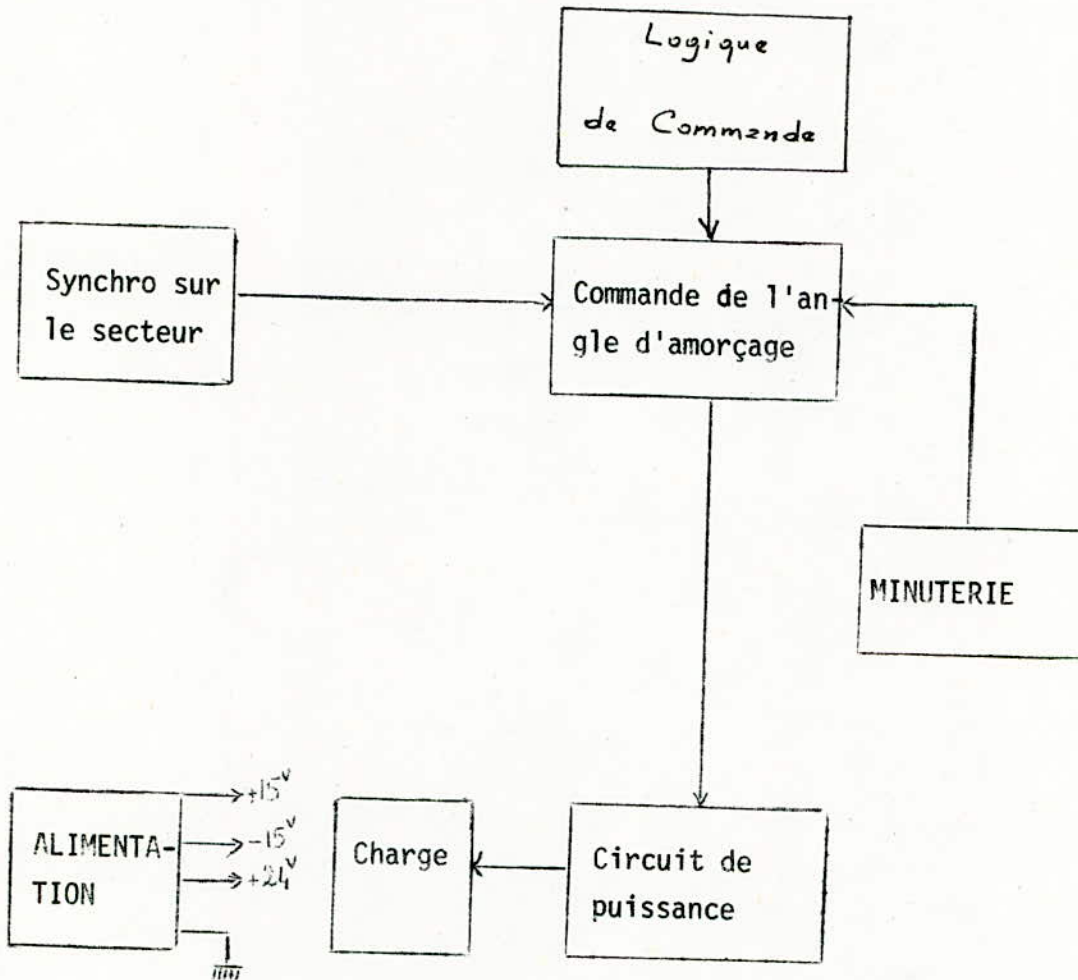 Logique
de Commande
Synchro sur
le secteur
Commande de l'an-
gle d'amorçage
MINUTERIE
ALIMENTA-
TION
+15v
-15v
+24v
Charge
Circuit de
puissance